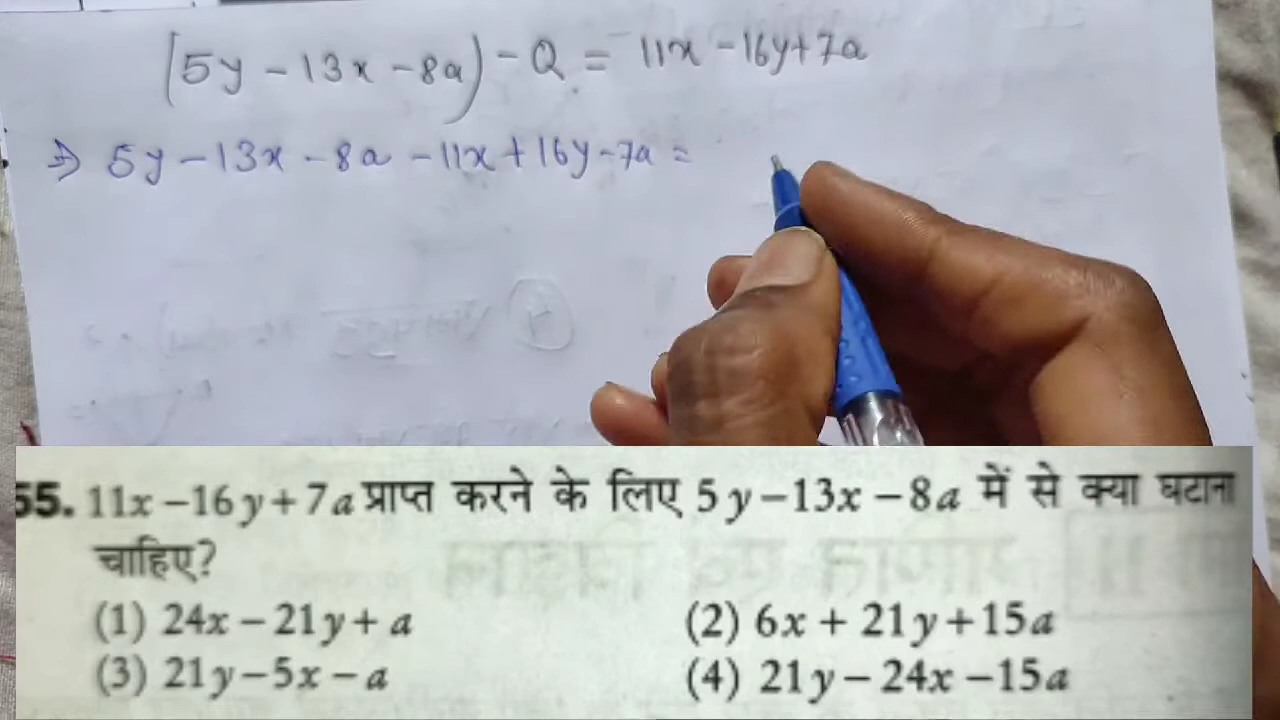 (5y - 13x - 8a) - Q = 11x - 16y + 7a
⇒ 5y - 13x - 8a - 11x + 16y - 7a =
55. 11x - 16y + 7a प्राप्त करने के लिए 5y - 13x - 8a में से क्या घटाना
चाहिए?
(1) 24x - 21y + a (2) 6x + 21y + 15a
(3) 21y - 5x - a (4) 21y - 24x - 15a